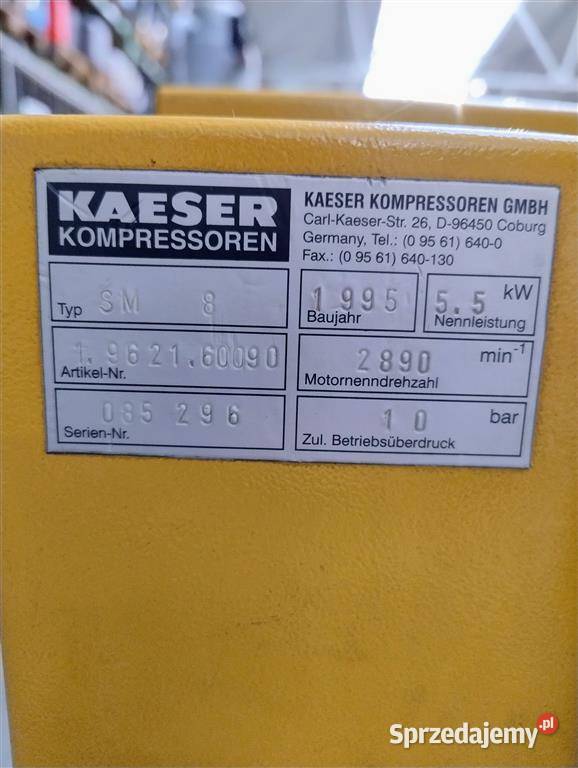 KAESER
KOMPRESSOREN
KAESER KOMPRESSOREN GMBH
Carl-Kaeser-Str. 26, D-96450 Coburg
Germany, Tel.: (0 95 61) 640-0
Fax.: (0 95 61) 640-130
Typ SM 8
Baujahr 1995
5.5 kW
Nennleistung
Artikel-Nr. 1.9621.60090
2890 min-1
Motornenndrehzahl
Serien-Nr. 085 296
10 bar
Zul. Betriebsüberdruck
Sprzedajemy.pl